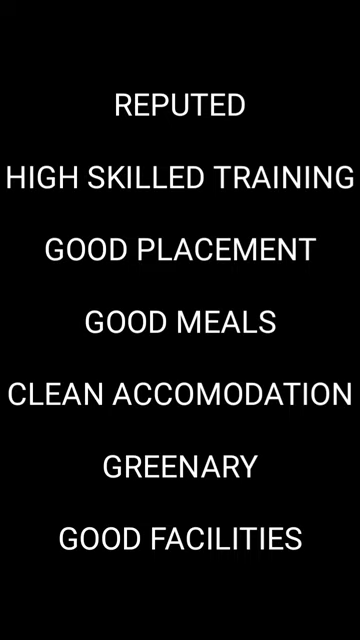 REPUTED
HIGH SKILLED TRAINING
GOOD PLACEMENT
GOOD MEALS
CLEAN ACCOMODATION
GREENARY
GOOD FACILITIES